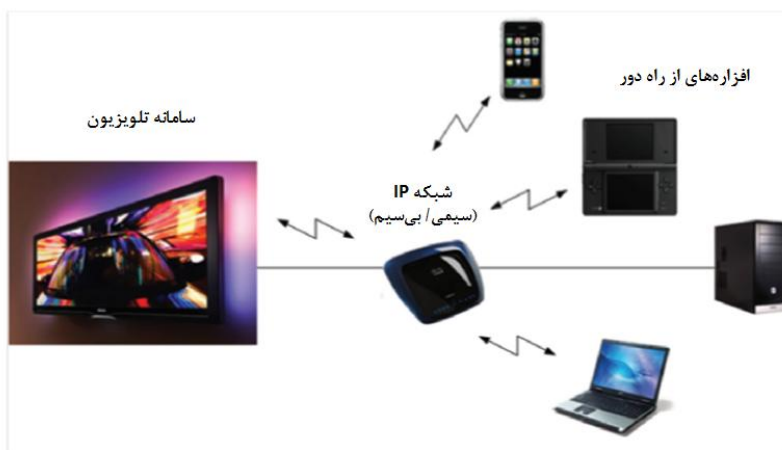 افزاره‌های از راه دور
سامانه تلویزیون
شبکه IP
(سیمی/ بی‌سیم)